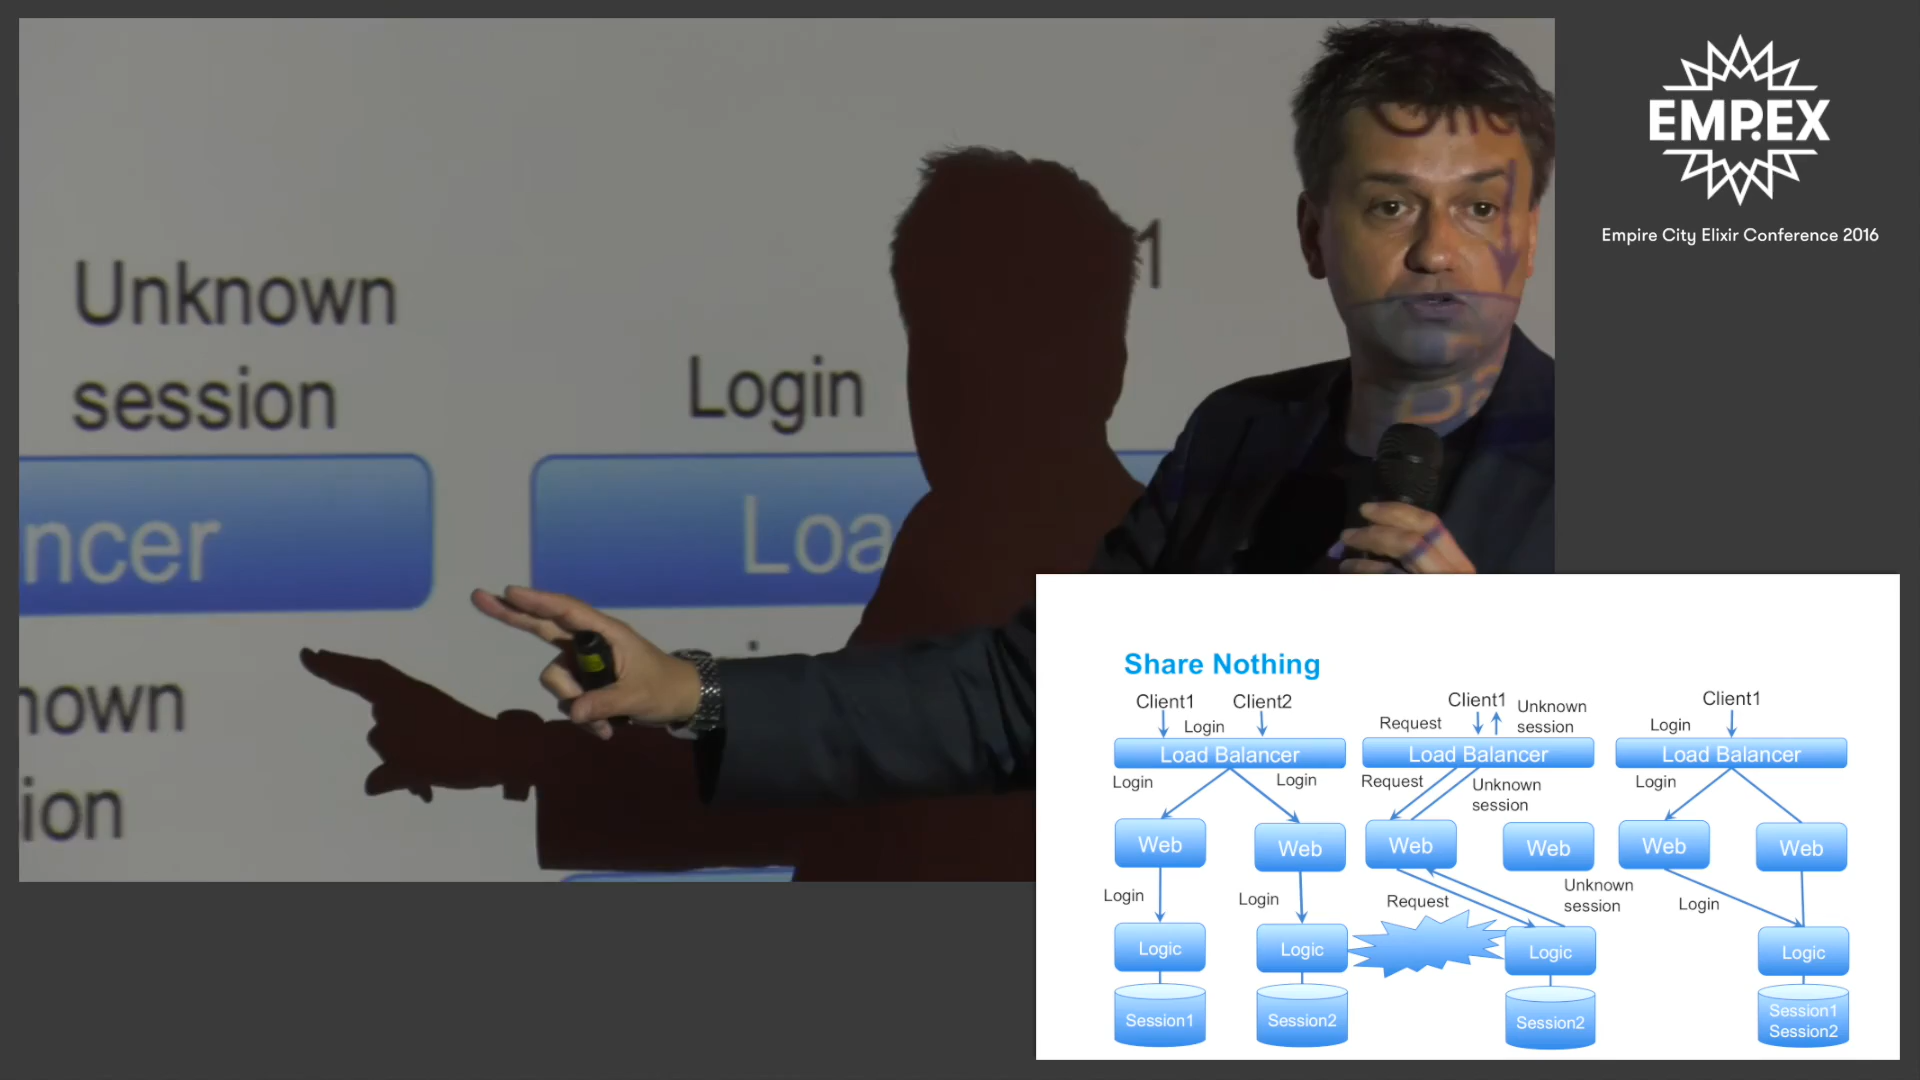 Unknown
session
Login
1
ncer
Loa
nown
ion
EMPEX
Empire City Elixir Conference 2016
Share Nothing
Client1
Client2
Login
Load Balancer
Login
Login
Web
Web
Login
Login
Logic
Logic
Session1
Session2
Client1
Request
Unknown
session
Load Balancer
Request
Unknown
session
Web
Web
Request
Unknown
session
Logic
Session2
Client1
Login
Load Balancer
Login
Web
Web
Login
Logic
Session1
Session2